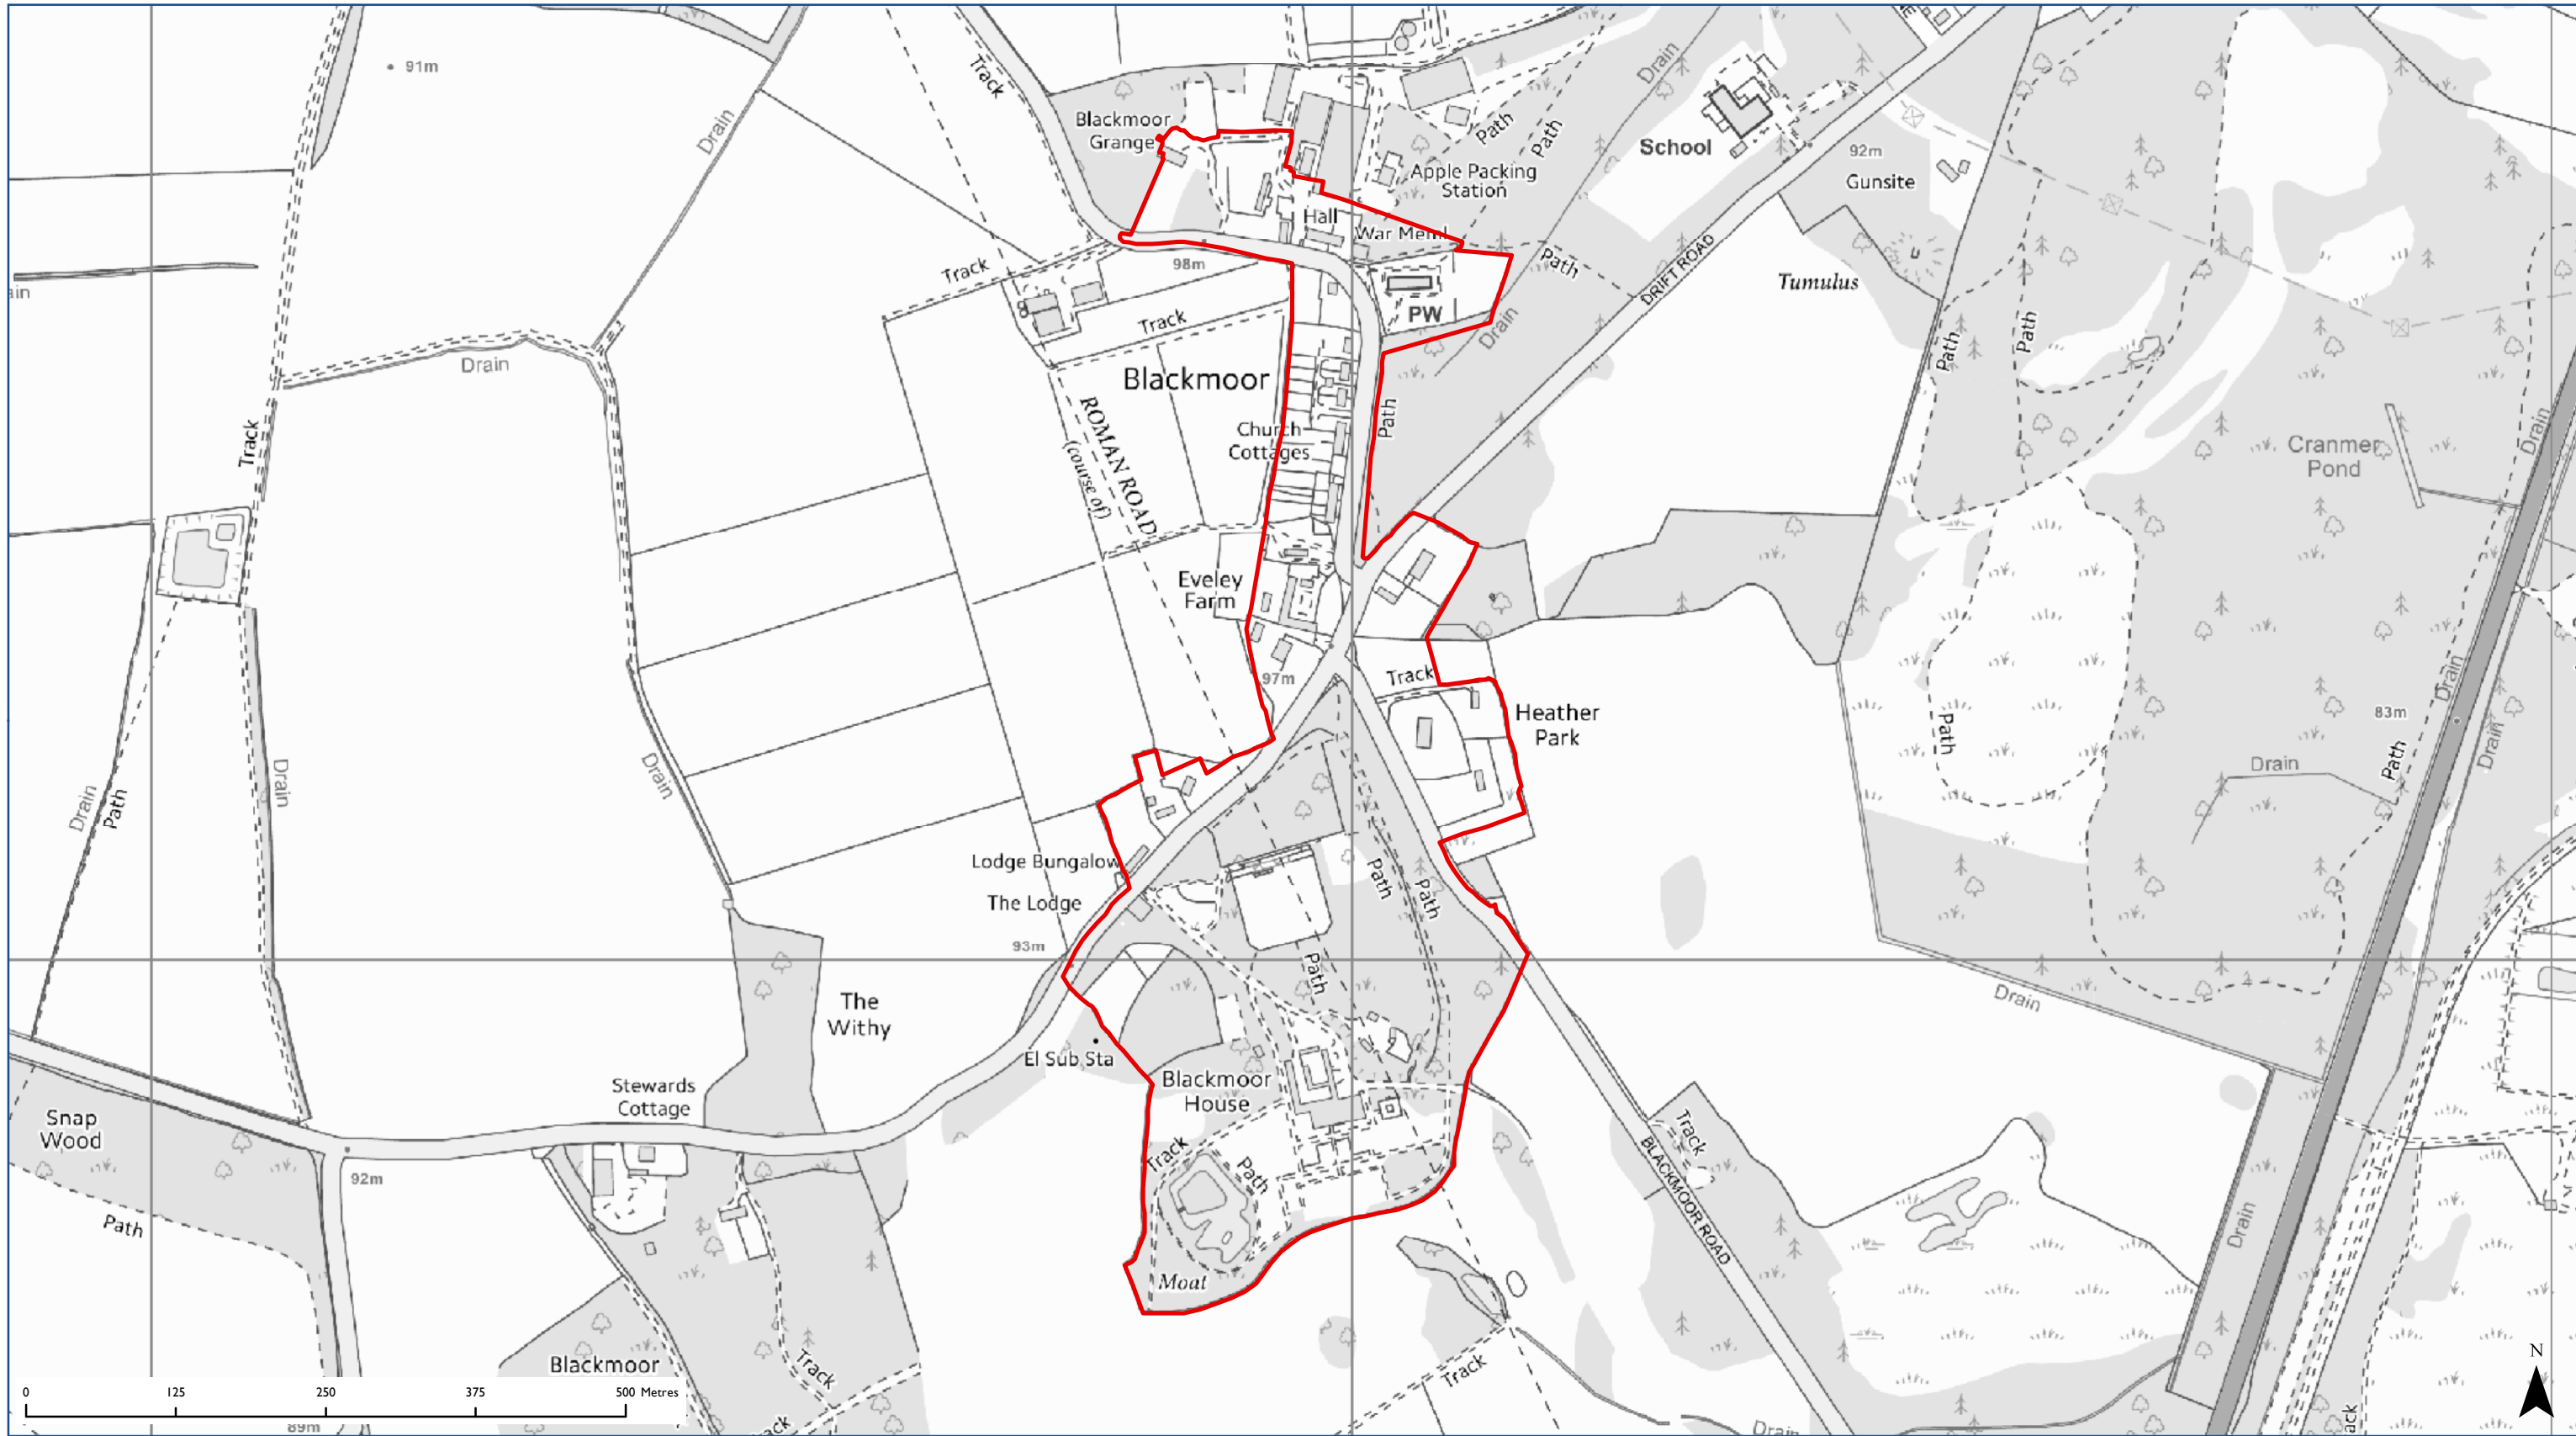 91m
Track
Drain
Blackmoor
Grange
Drain
Path
Path
School
92m
Gunsite
Apple Packing
Station
Hall
War Meml
Track
98m
Path
DRIFT ROAD
Tumulus
Track
PW
Drain
Drain
Path
Path
Blackmoor
ROMAN ROAD
(course of)
Church
Cottages
Path
Track
Cranmer
Pond
Drain
Eveley
Farm
97m
Track
Heather
Park
Drain
83m
Path
Drain
Path
Drain
Drain
Drain
Drain
Path
Lodge Bungalow
The Lodge
Path
Path
93m
Path
Drain
The
Withy
El Sub Sta
Stewards
Cottage
Blackmoor
House
Snap
Wood
92m
Track
Path
Track
BLACKMOOR ROAD
Drain
Path
Moat
Blackmoor
Track
Track
N
0 125 250 375 500 Metres
89m
Drain